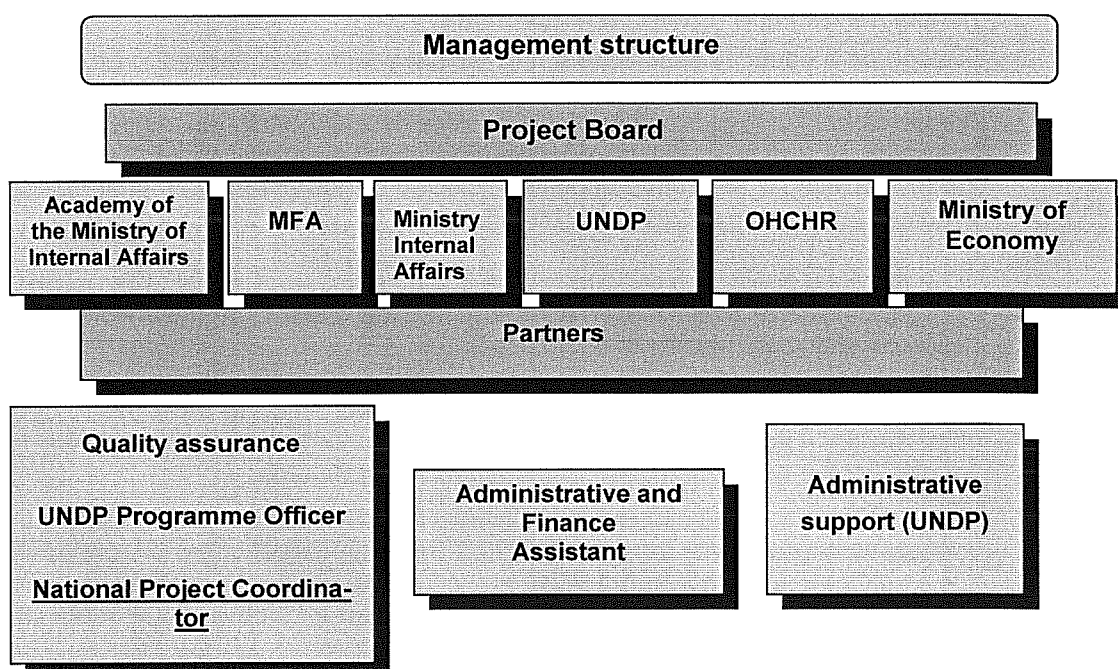 Management structure
Project Board
Academy of
the Ministry of
Internal Affairs
MFA
Ministry
Internal
Affairs
UNDP
OHCHR
Ministry of
Economy
Partners
Quality assurance
UNDP Programme Officer
National Project Coordina-
tor
Administrative and
Finance
Assistant
Administrative
support (UNDP)